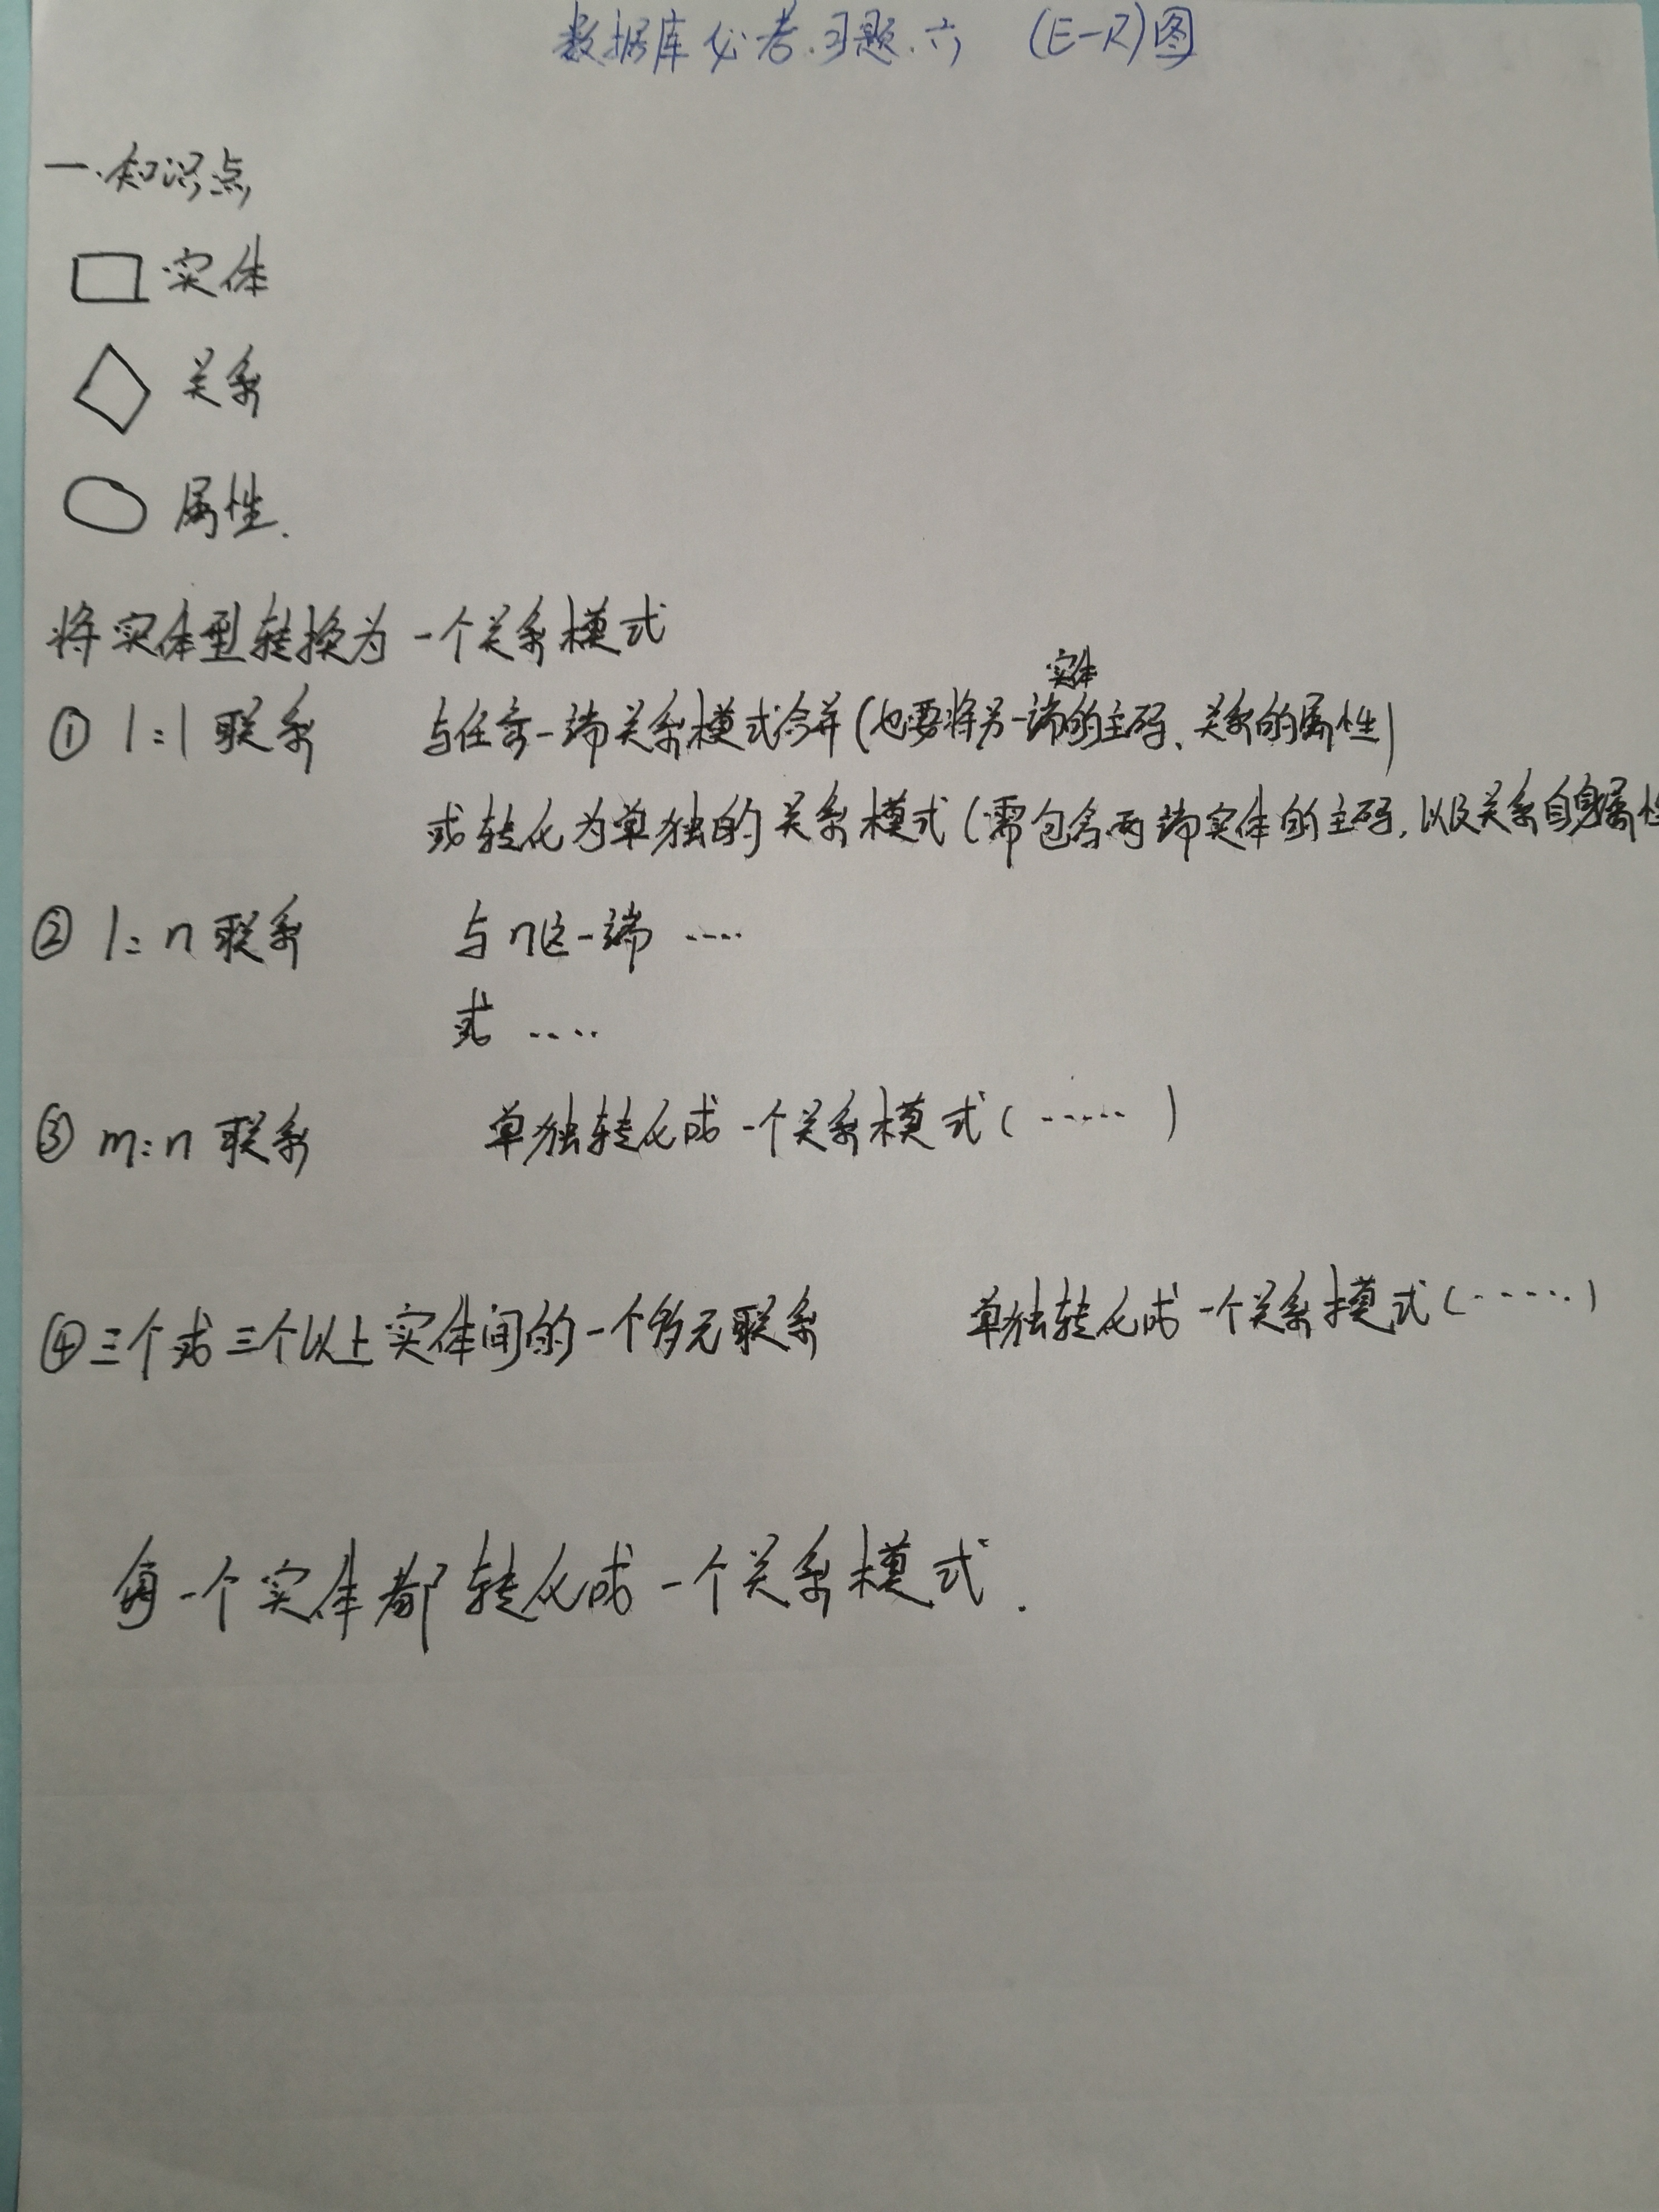 数据库必考.习题.六 (E-R)图
一.知识点
实体
关系
属性.
将实体型转换为一个关系模式
① 1:1联系 与任意一端关系模式合并(也要将另一实体端的主码、关系的属性)
或转化为单独的关系模式(需包含两端实体的主码,以及关系自身属性
② 1:n联系 与n这一端 ....
或 ....
③ m:n联系 单独转化成一个关系模式( ...... )
④三个或三个以上实体间的一个多元联系 单独转化成一个关系模式(......)
每一个实体都转化成一个关系模式.